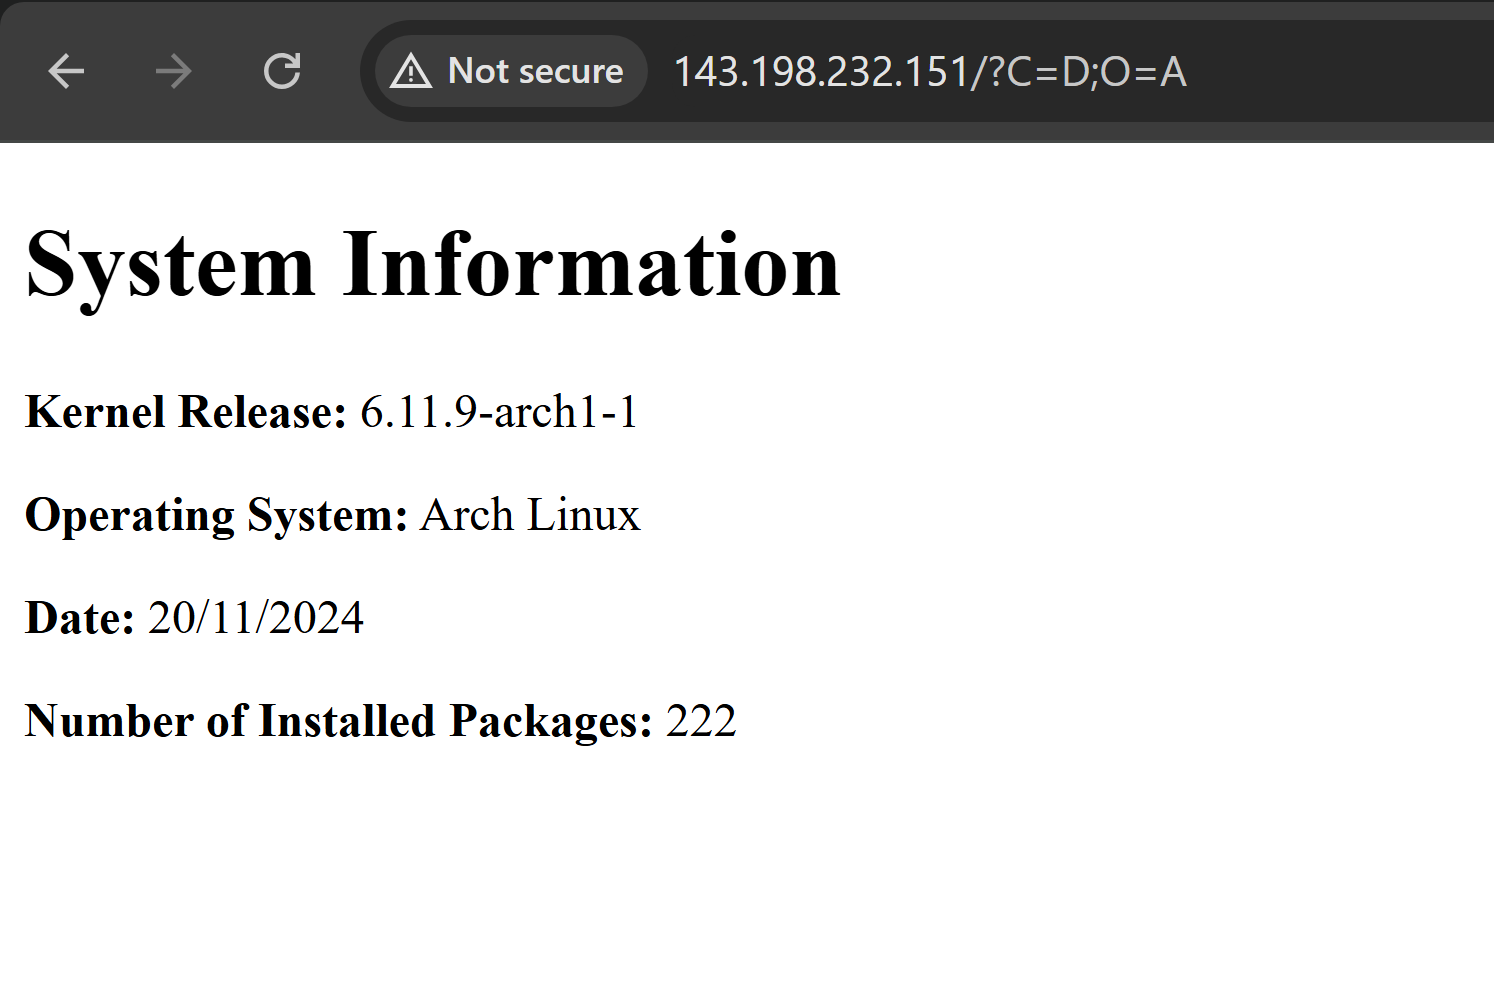 Not secure 143.198.232.151/?C=D;O=A
System Information
Kernel Release: 6.11.9-arch1-1
Operating System: Arch Linux
Date: 20/11/2024
Number of Installed Packages: 222